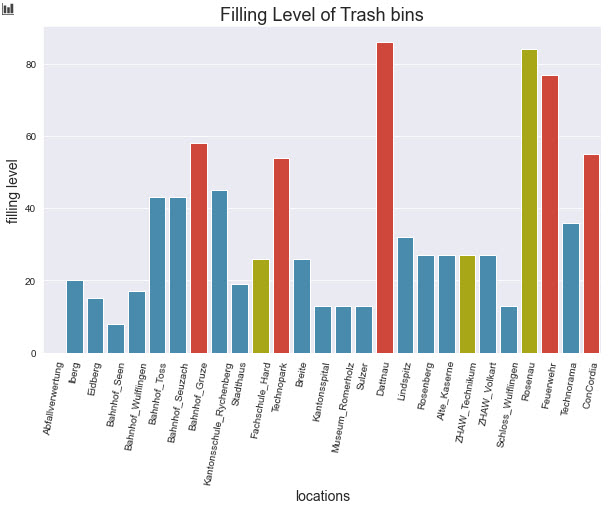 Filling Level of Trash bins
filling level
80
60
40
20
0
Abfallverwertung
Iberg
Eidberg
Bahnhof_Seen
Bahnhof_Wulflingen
Bahnhof_Toss
Bahnhof_Seuzach
Bahnhof_Gruze
Kantonsschule_Rychenberg
Stadthaus
Fachschule_Hard
Technopark
Breite
Kantonsspital
Museum_Romerholz
Sulzer
Dattnau
Lindspitz
Rosenberg
Alte_Kaserne
ZHAW_Technikum
ZHAW_Volkart
Schloss_Wulflingen
Rosenau
Feuerwehr
Technorama
ConCordia
locations